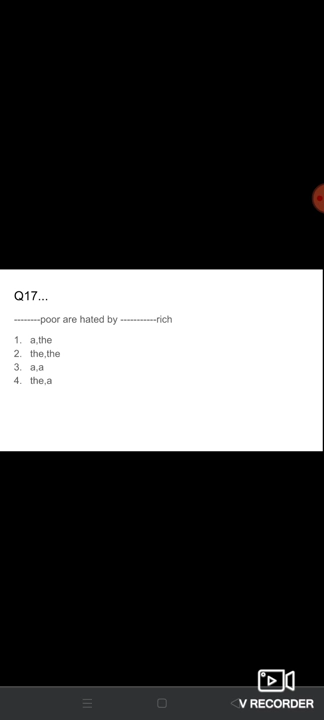 Q17...
--------poor are hated by -----------rich
1. a,the
2. the,the
3. a,a
4. the,a
V RECORDER